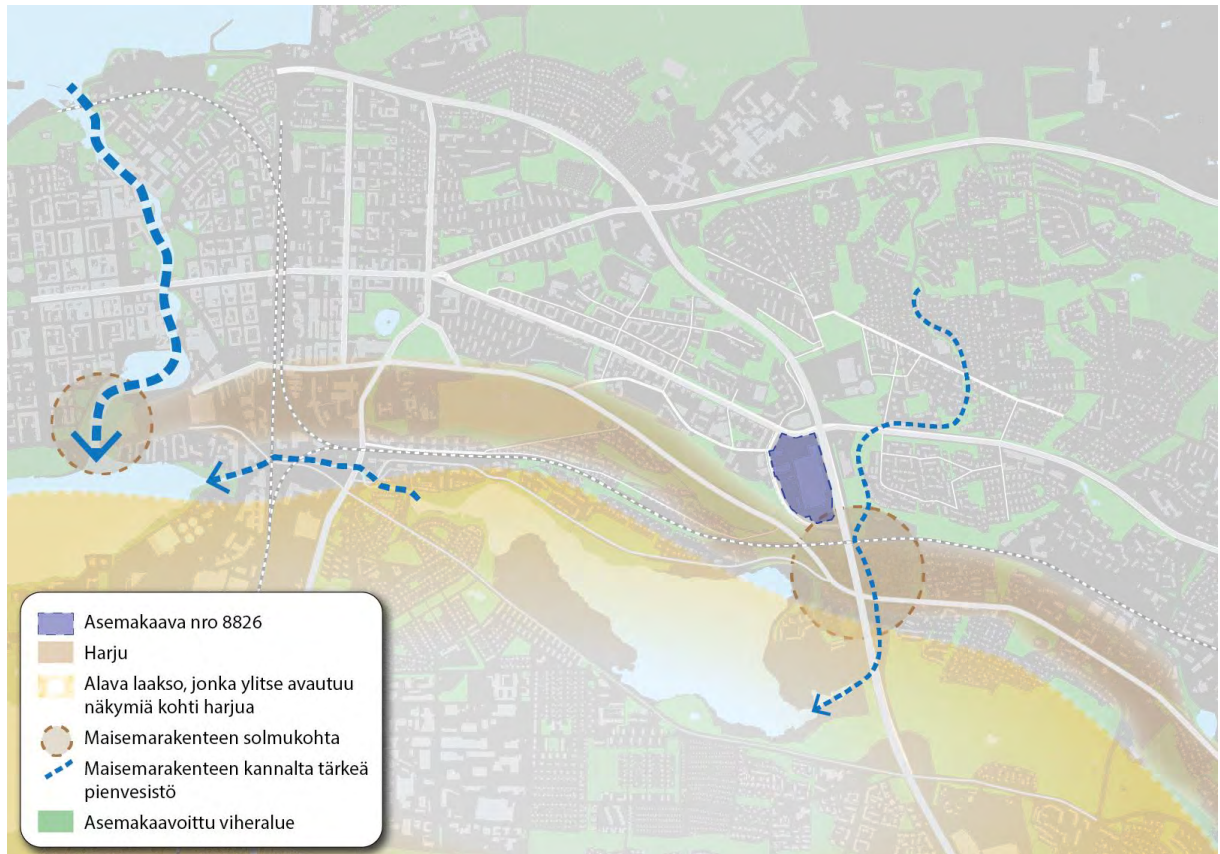 Asemakaava nro 8826
Harju
Alava laakso, jonka ylitse avautuu
näkymiä kohti harjua
Maisemarakenteen solmukohta
Maisemarakenteen kannalta tärkeä
pienvesistö
Asemakaavoittu viheralue